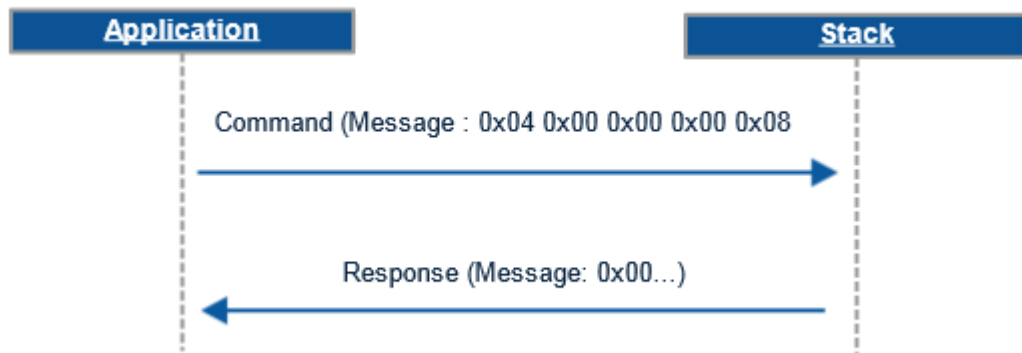 Application
Stack
Command (Message : 0x04 0x00 0x00 0x00 0x08
Response (Message: 0x00...)